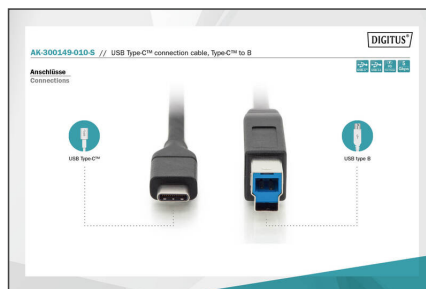 DIGITUS®
AK-300149-010-S // USB Type-C™ connection cable, Type-C™ to B
Anschlüsse
Connections
USB Type-C™
USB type B